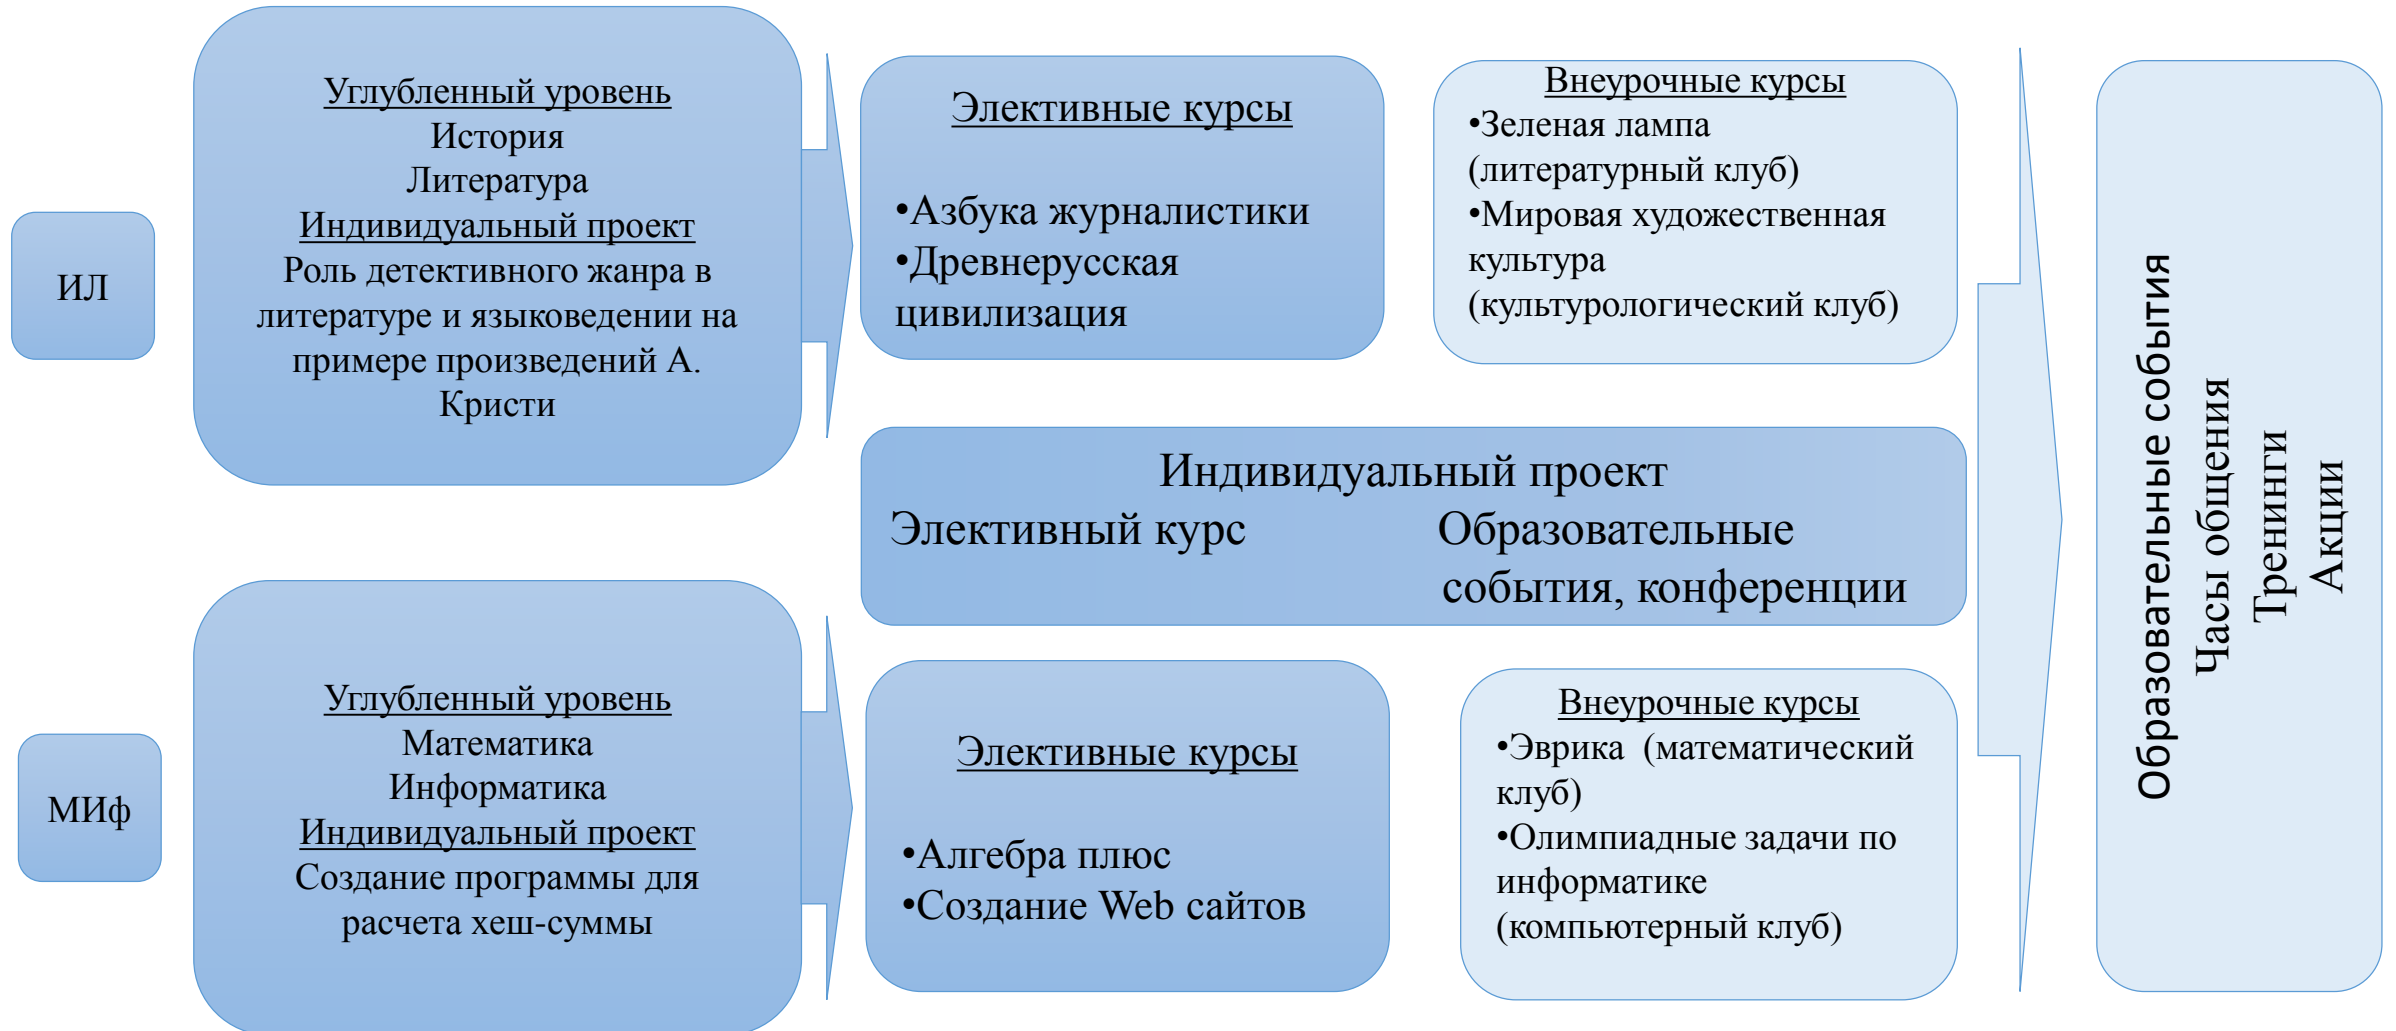 ИЛ
Углубленный уровень
История
Литература
Индивидуальный проект
Роль детективного жанра в
литературе и языковедении на
примере произведений А.
Кристи
Элективные курсы
•Азбука журналистики
•Древнерусская
цивилизация
Внеурочные курсы
•Зеленая лампа
(литературный клуб)
•Мировая художественная
культура
(культурологический клуб)
Индивидуальный проект
Элективный курс
Образовательные
события, конференции
МИф
Углубленный уровень
Математика
Информатика
Индивидуальный проект
Создание программы для
расчета хеш-суммы
Элективные курсы
•Алгебра плюс
•Создание Web сайтов
Внеурочные курсы
•Эврика  (математический
клуб)
•Олимпиадные задачи по
информатике
(компьютерный клуб)
Образовательные события
Часы общения
Тренинги
Акции